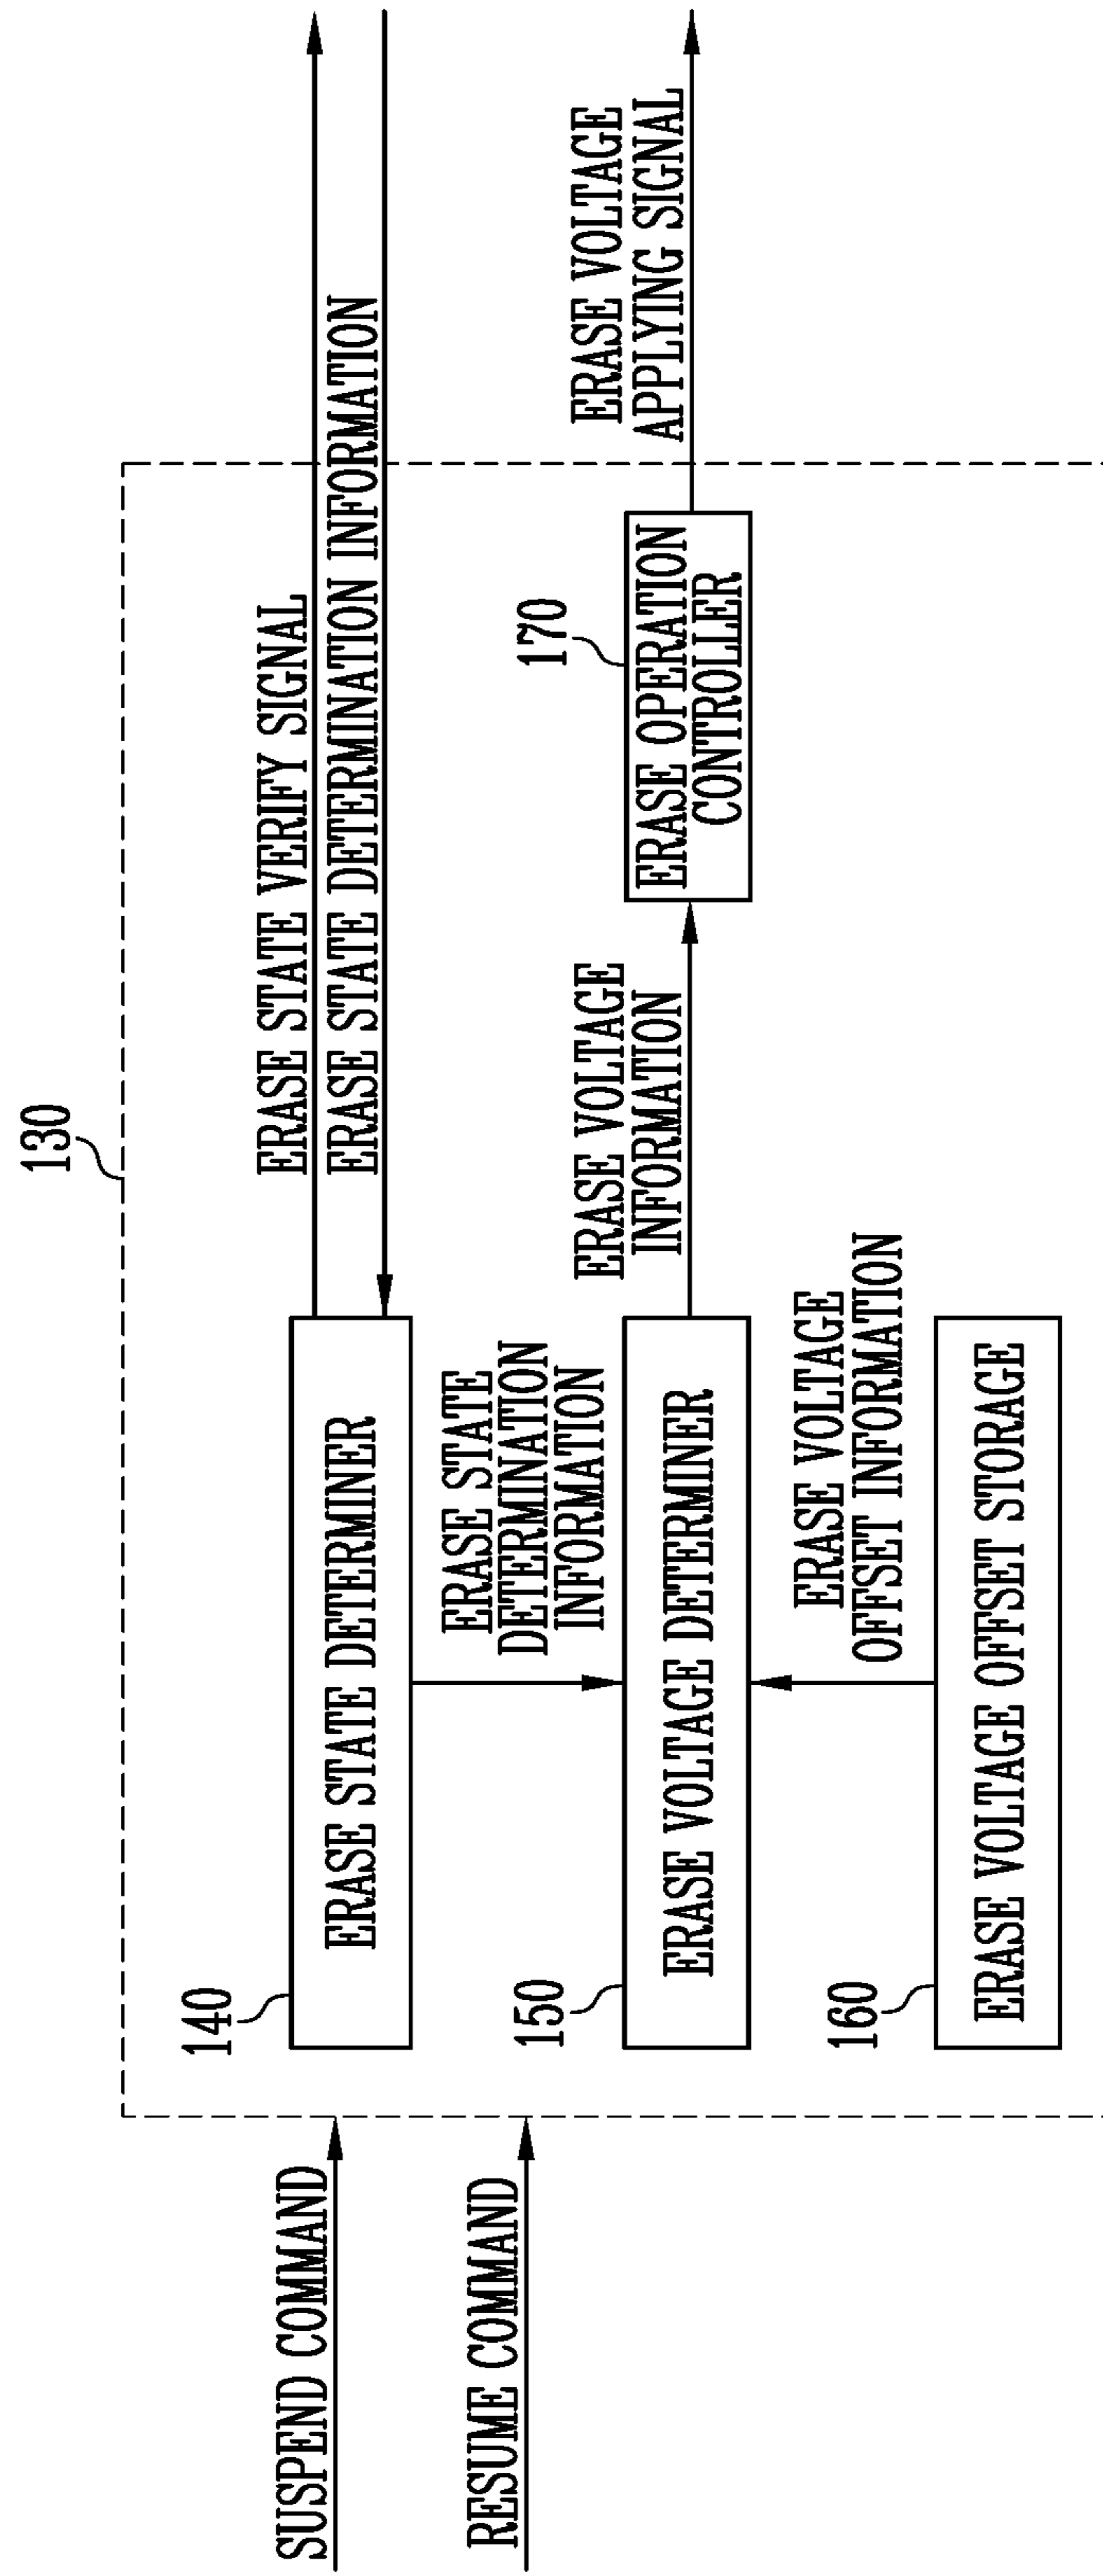 130
SUSPEND COMMAND
RESUME COMMAND
140
ERASE STATE DETERMINER
ERASE STATE VERIFY SIGNAL
ERASE STATE DETERMINATION INFORMATION
ERASE STATE
DETERMINATION
INFORMATION
150
ERASE VOLTAGE DETERMINER
ERASE VOLTAGE
INFORMATION
170
ERASE OPERATION
CONTROLLER
ERASE VOLTAGE
APPLYING SIGNAL
ERASE VOLTAGE
OFFSET INFORMATION
160
ERASE VOLTAGE OFFSET STORAGE